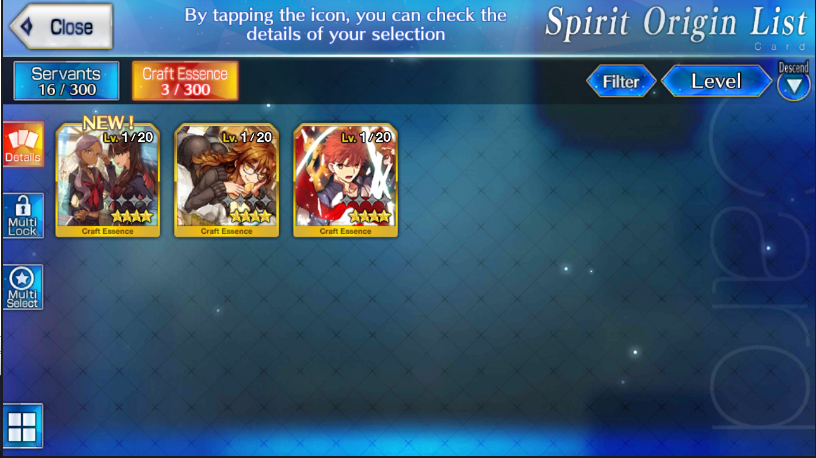 Close
By tapping the icon, you can check the
details of your selection
Spirit Origin List
Card
Servants
16 / 300
Craft Essence
3 / 300
Filter
Level
Descend
Details
NEW!
Lv. 1/20
Craft Essence
Lv. 1/20
Craft Essence
Lv. 1/20
Craft Essence
Multi
Lock
Multi
Select
Card